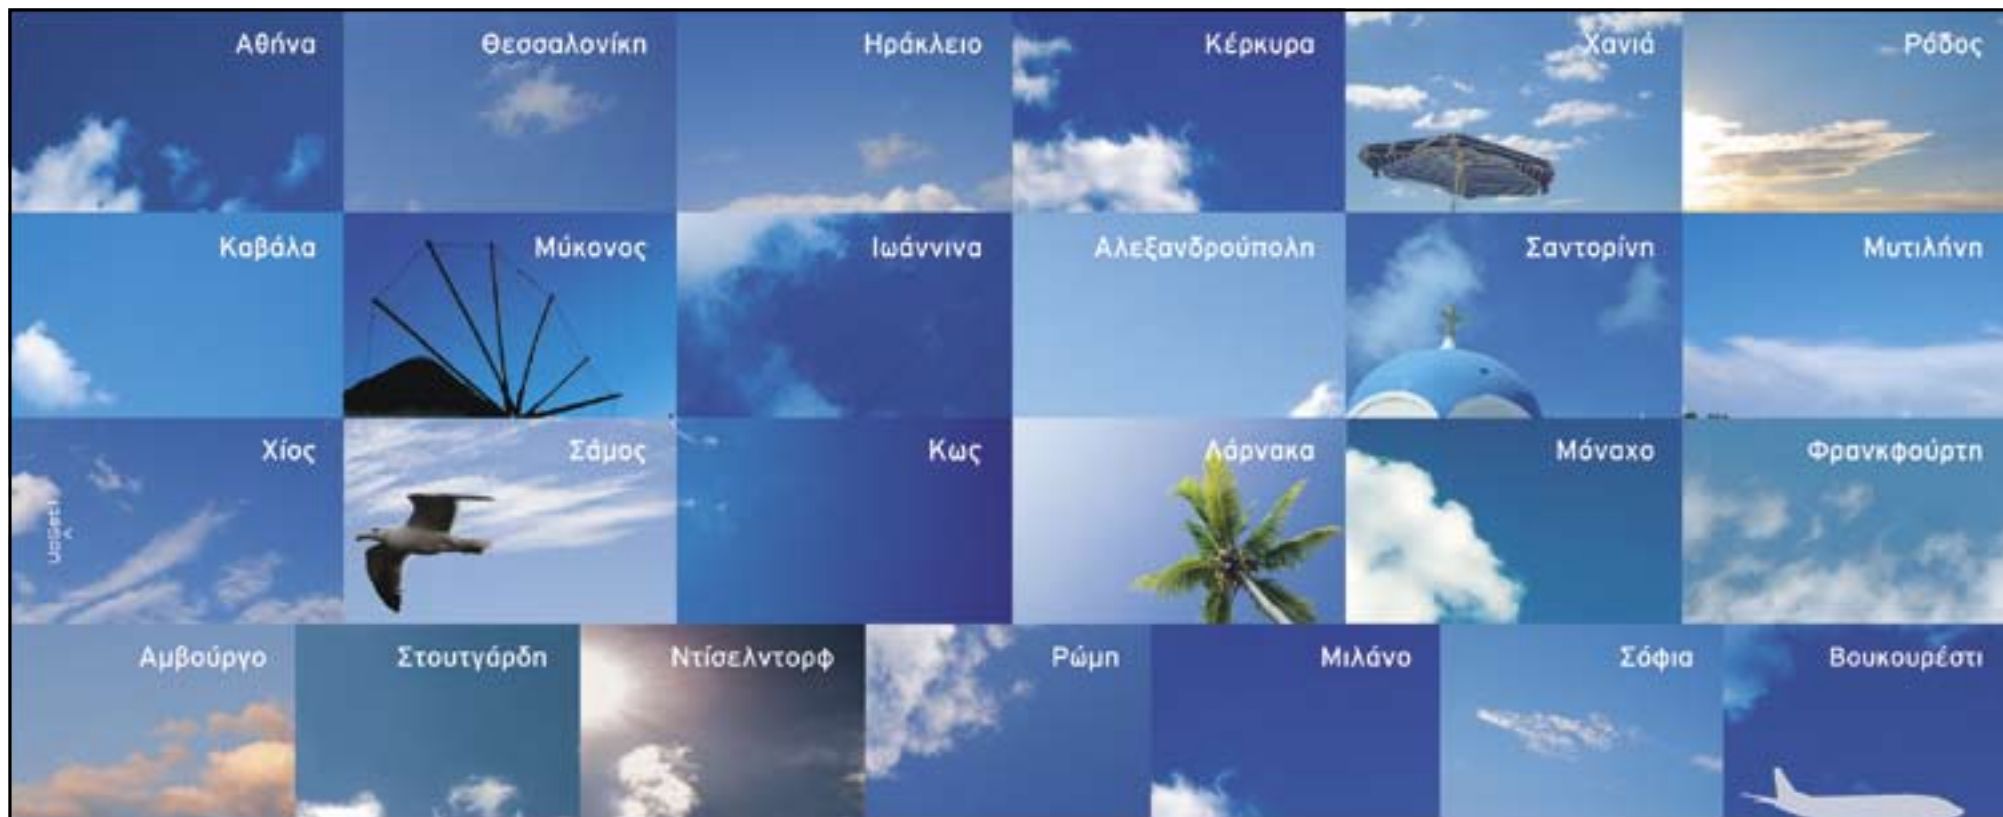 Αθήνα
Θεσσαλονίκη
Ηράκλειο
Κέρκυρα
Χανιά
Ρόδος
Καβάλα
Μύκονος
Ιωάννινα
Αλεξανδρούπολη
Σαντορίνη
Μυτιλήνη
Χίος
Σάμος
Κως
Λάρνακα
Μόναχο
Φρανκφούρτη
Αμβούργο
Στουτγάρδη
Ντίσελντορφ
Ρώμη
Μιλάνο
Σόφια
Βουκουρέστι